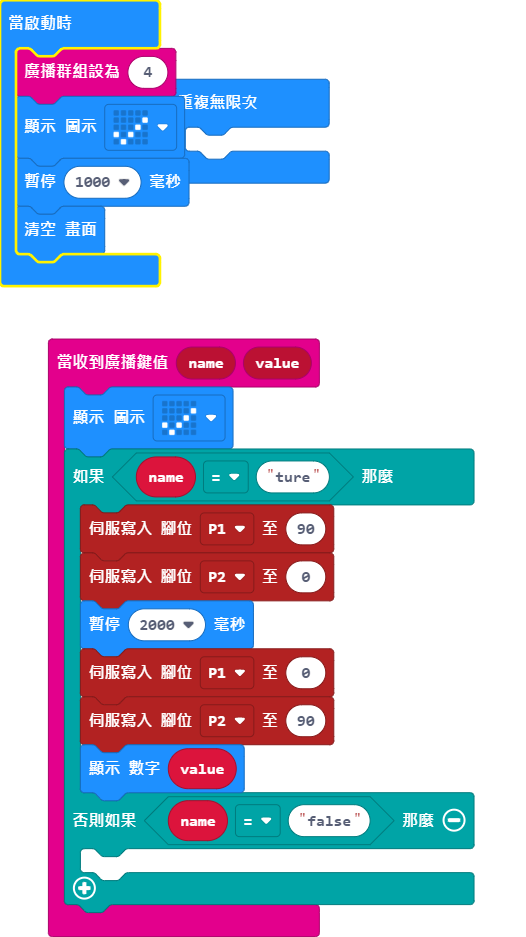 當啟動時
廣播群組設為 4
重複無限次
顯示 圖示
暫停 1000 毫秒
清空 畫面
當收到廣播鍵值 name value
顯示 圖示
如果 name = "ture" 那麼
伺服寫入 腳位 P1 至 90
伺服寫入 腳位 P2 至 0
暫停 2000 毫秒
伺服寫入 腳位 P1 至 0
伺服寫入 腳位 P2 至 90
顯示 數字 value
否則如果 name = "false" 那麼